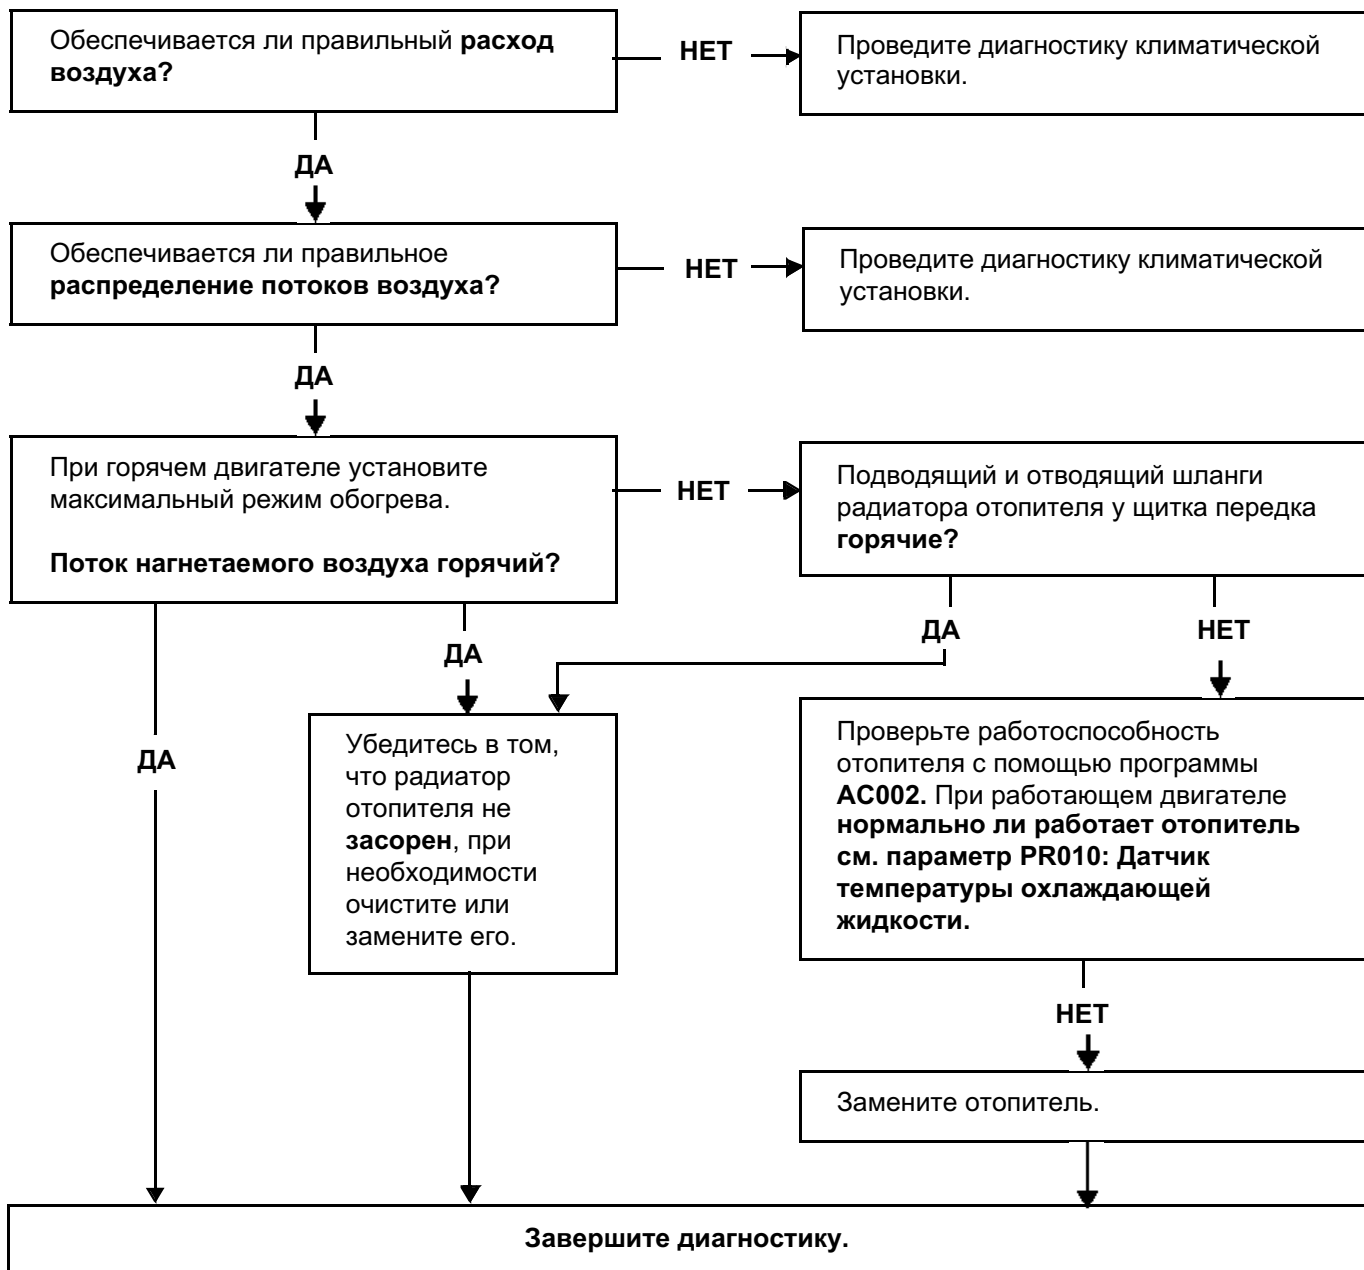 Обеспечивается ли правильный расход
воздуха?
НЕТ
Проведите диагностику климатической
установки.
ДА
Обеспечивается ли правильное
распределение потоков воздуха?
НЕТ
Проведите диагностику климатической
установки.
ДА
При горячем двигателе установите
максимальный режим обогрева.
Поток нагнетаемого воздуха горячий?
НЕТ
Подводящий и отводящий шланги
радиатора отопителя у щитка передка
горячие?
ДА
НЕТ
ДА
ДА
Убедитесь в том,
что радиатор
отопителя не
засорен, при
необходимости
очистите или
замените его.
Проверьте работоспособность
отопителя с помощью программы
AC002. При работающем двигателе
нормально ли работает отопитель
см. параметр PR010: Датчик
температуры охлаждающей
жидкости.
НЕТ
Замените отопитель.
Завершите диагностику.